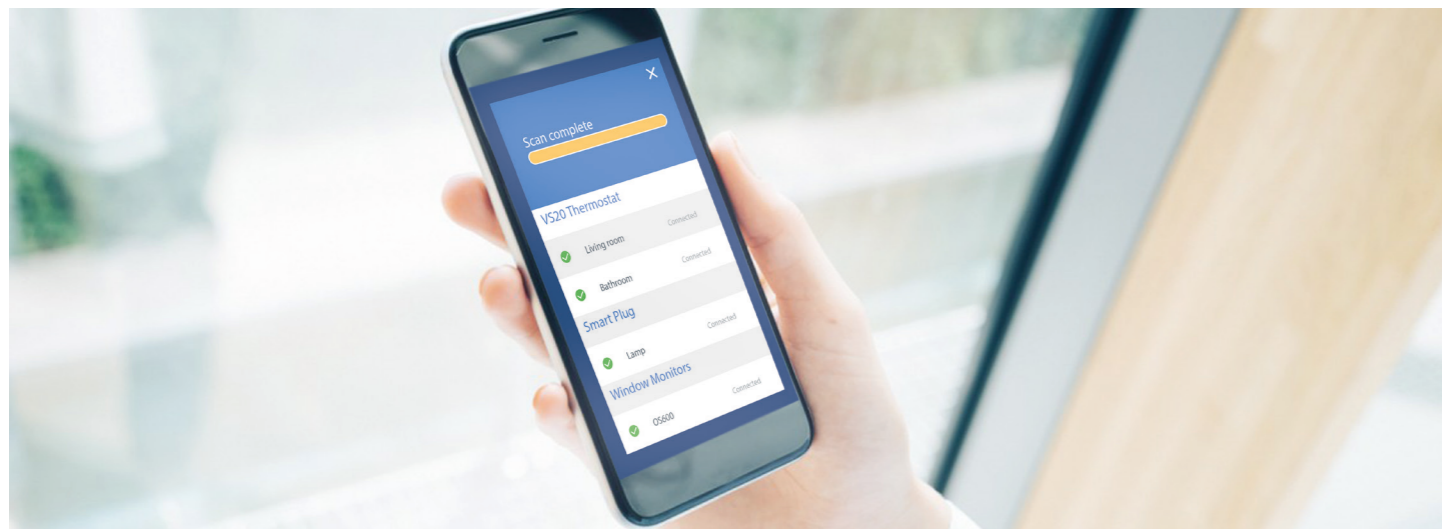 X
Scan complete
VS20 Thermostat
Living room Connected
Bathroom Connected
Smart Plug
Lamp Connected
Window Monitors
OS600 Connected